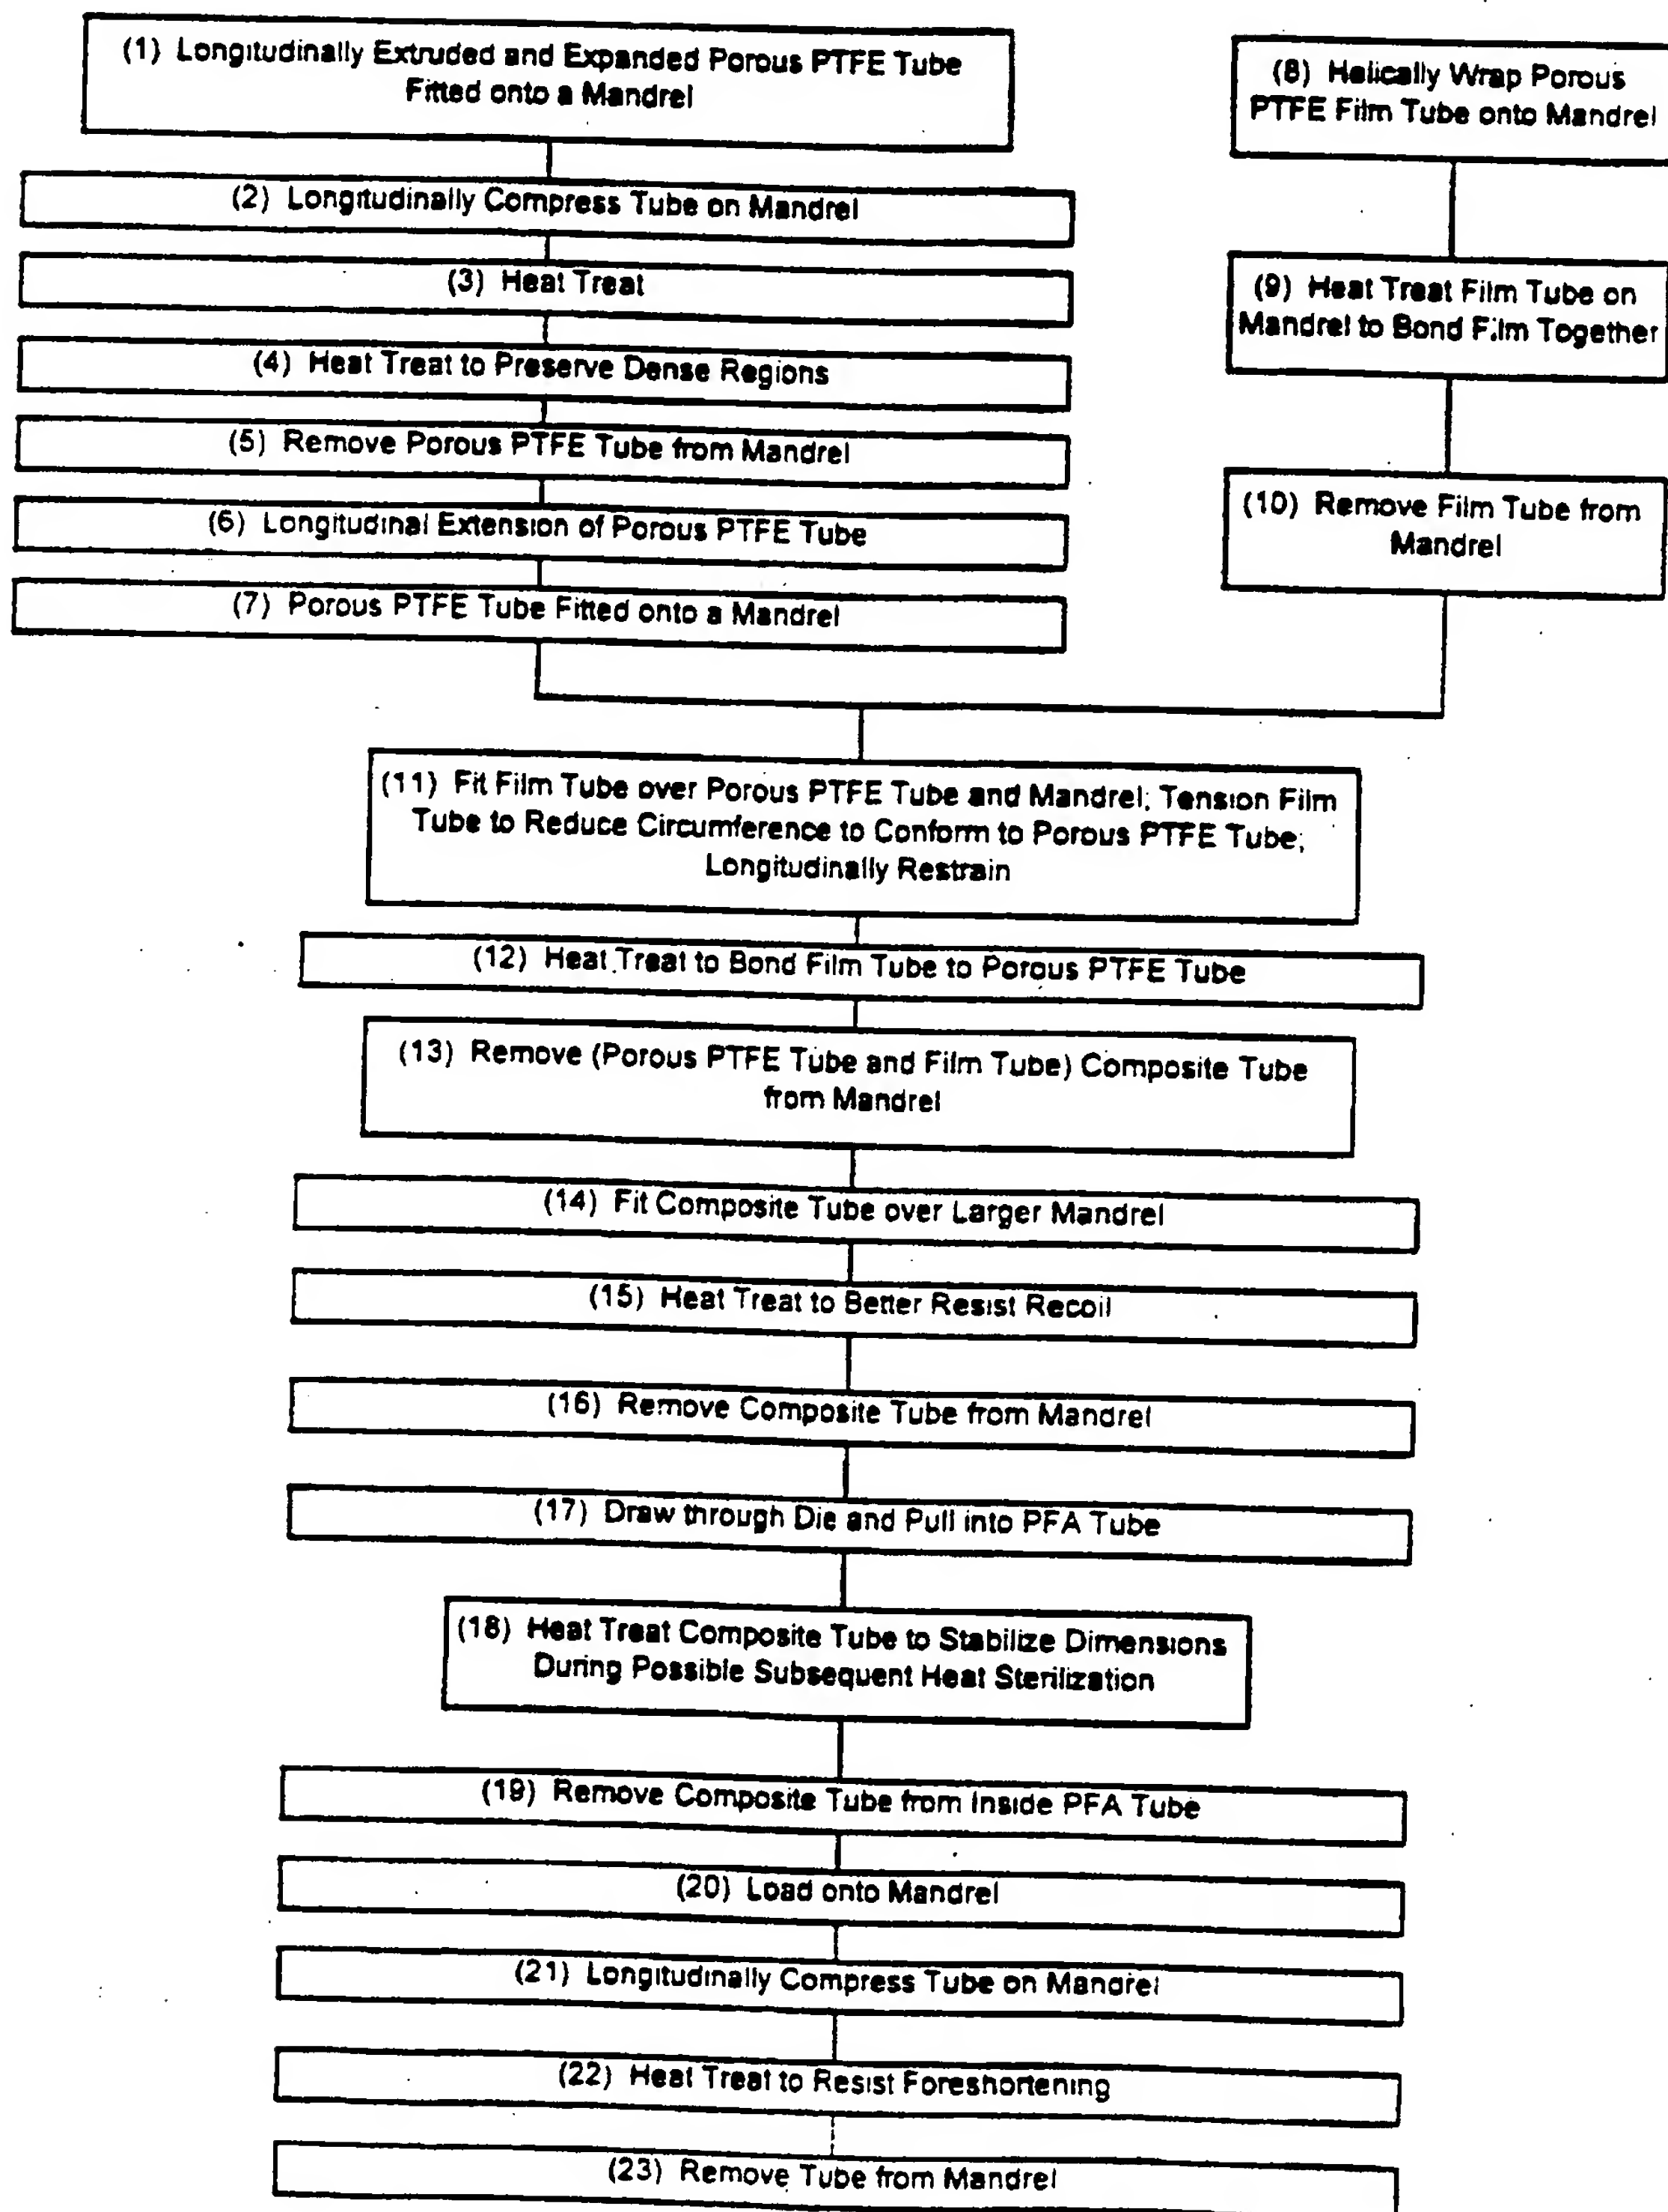 (1) Longitudinally Extruded and Expanded Porous PTFE Tube
Fitted onto a Mandrel
(2) Longitudinally Compress Tube on Mandrel
(3) Heat Treat
(4) Heat Treat to Preserve Dense Regions
(5) Remove Porous PTFE Tube from Mandrel
(6) Longitudinal Extension of Porous PTFE Tube
(7) Porous PTFE Tube Fitted onto a Mandrel
(8) Helically Wrap Porous
PTFE Film Tube onto Mandrel
(9) Heat Treat Film Tube on
Mandrel to Bond Film Together
(10) Remove Film Tube from
Mandrel
(11) Fit Film Tube over Porous PTFE Tube and Mandrel; Tension Film
Tube to Reduce Circumference to Conform to Porous PTFE Tube;
Longitudinally Restrain
(12) Heat Treat to Bond Film Tube to Porous PTFE Tube
(13) Remove (Porous PTFE Tube and Film Tube) Composite Tube
from Mandrel
(14) Fit Composite Tube over Larger Mandrel
(15) Heat Treat to Better Resist Recoil
(16) Remove Composite Tube from Mandrel
(17) Draw through Die and Pull into PFA Tube
(18) Heat Treat Composite Tube to Stabilize Dimensions
During Possible Subsequent Heat Sterilization
(19) Remove Composite Tube from Inside PFA Tube
(20) Load onto Mandrel
(21) Longitudinally Compress Tube on Mandrel
(22) Heat Treat to Resist Foreshortening
(23) Remove Tube from Mandrel